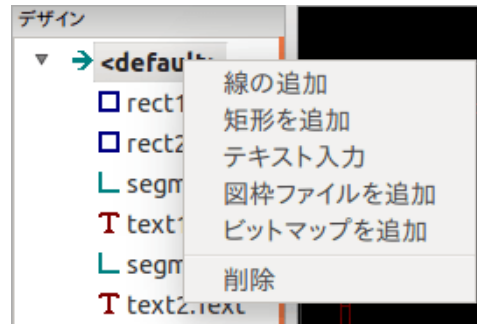 デザイン
<defau
線の追加
rect1
矩形を追加
rect2
テキスト入力
segm
図枠ファイルを追加
text1
ビットマップを追加
segm
削除
text2.Text